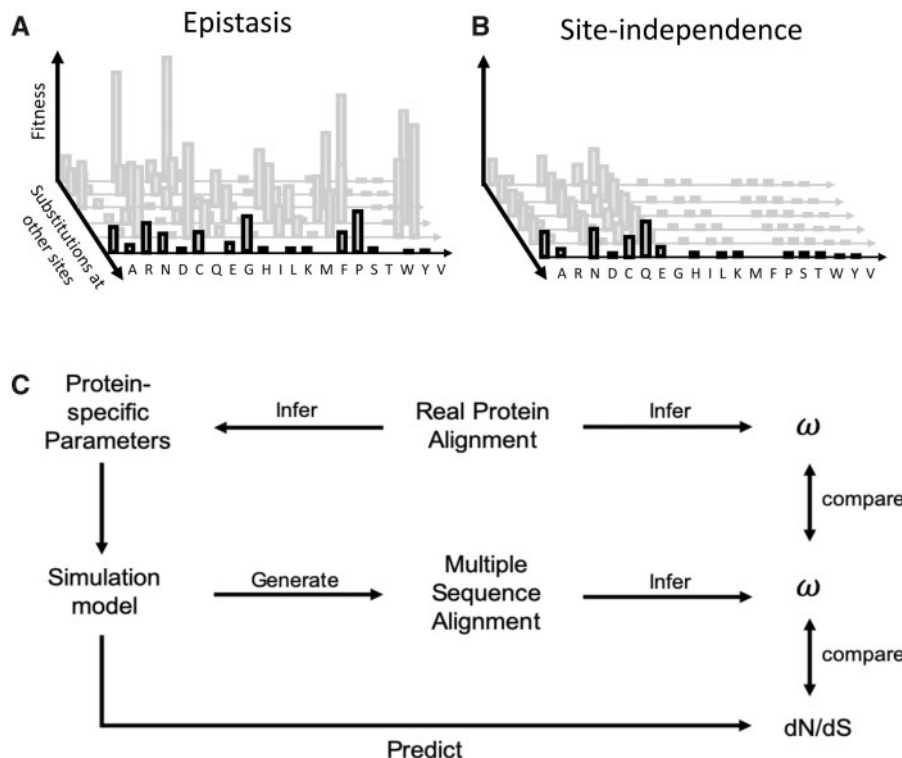 A
Epistasis
Fitness
Substitutions at
other sites
A R N D C Q E G H I L K M F P S T W Y V
B
Site-independence
A R N D C Q E G H I L K M F P S T W Y V
C
Protein-
specific
Parameters
Infer
Real Protein
Alignment
Infer
ω
compare
Simulation
model
Generate
Multiple
Sequence
Alignment
Infer
ω
compare
Predict
dN/dS